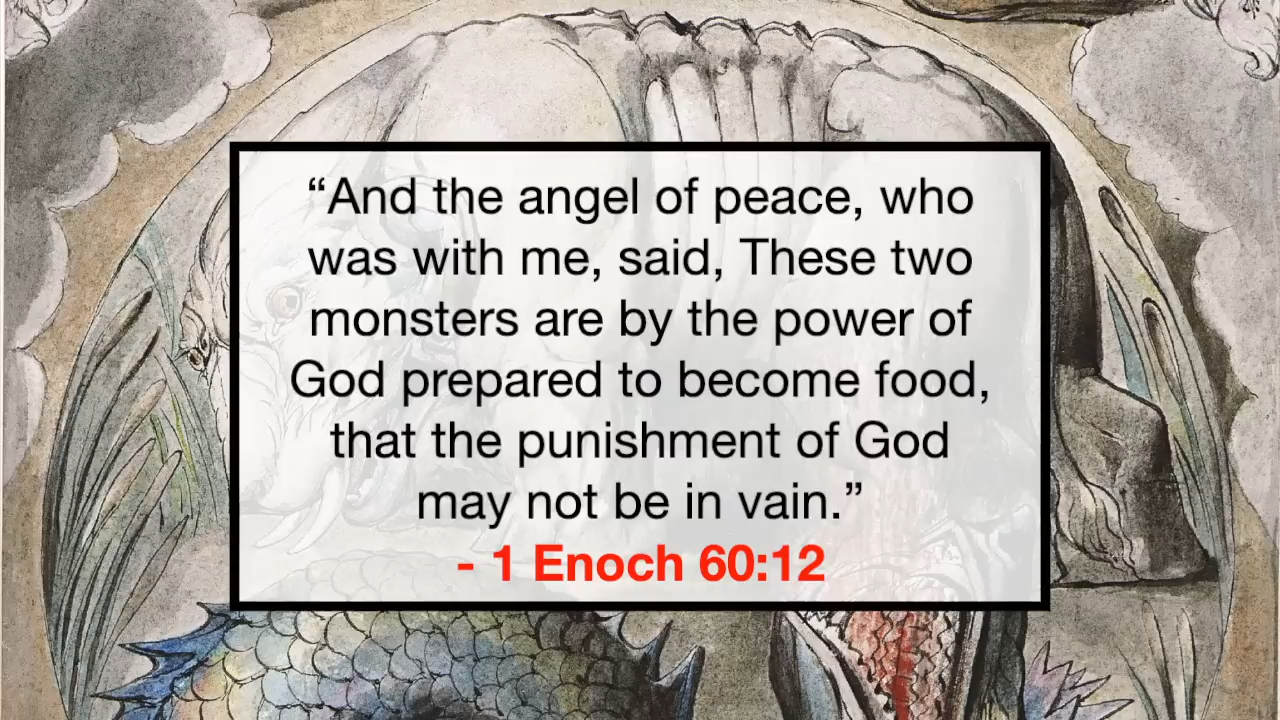 “And the angel of peace, who
was with me, said, These two
monsters are by the power of
God prepared to become food,
that the punishment of God
may not be in vain.”
- 1 Enoch 60:12